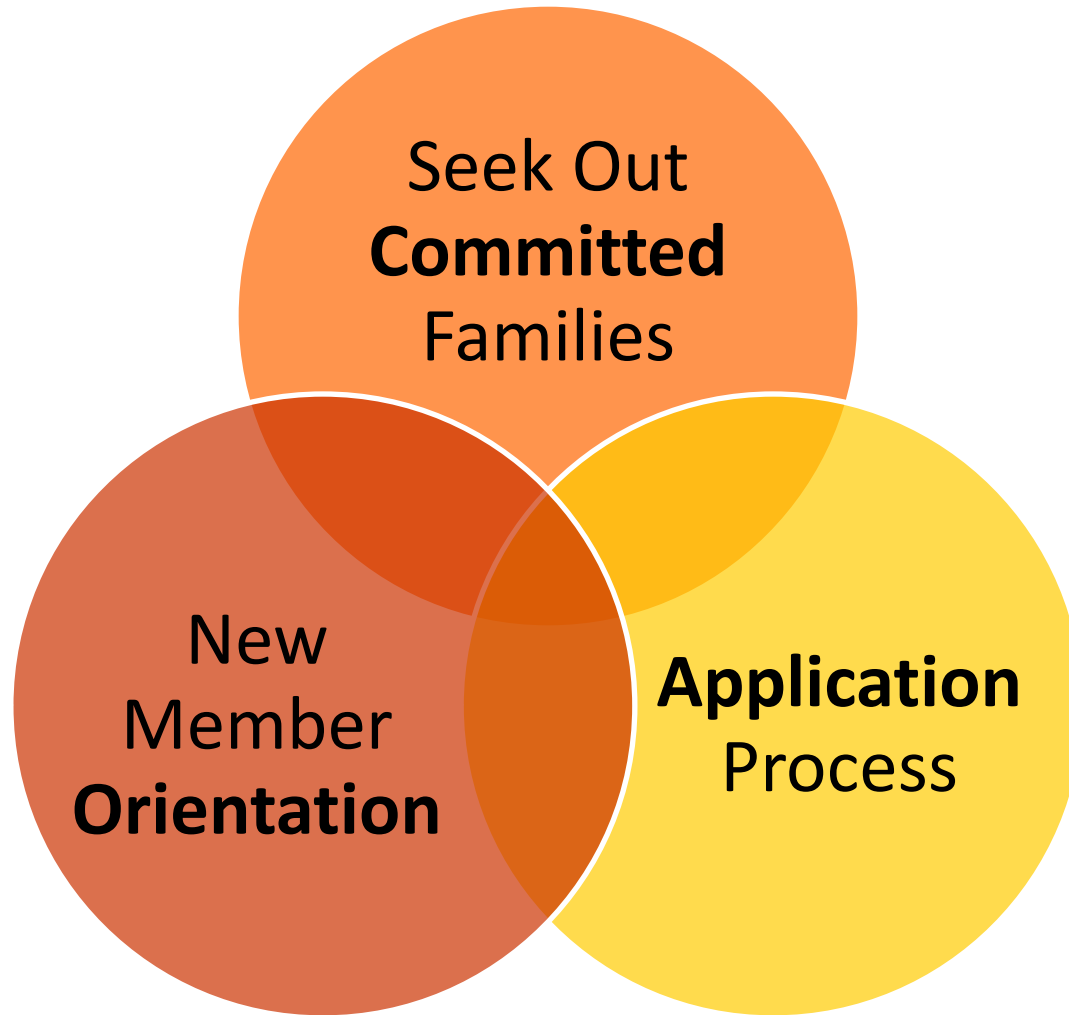 Seek Out
Committed
Families
New
Member
Orientation
Application
Process